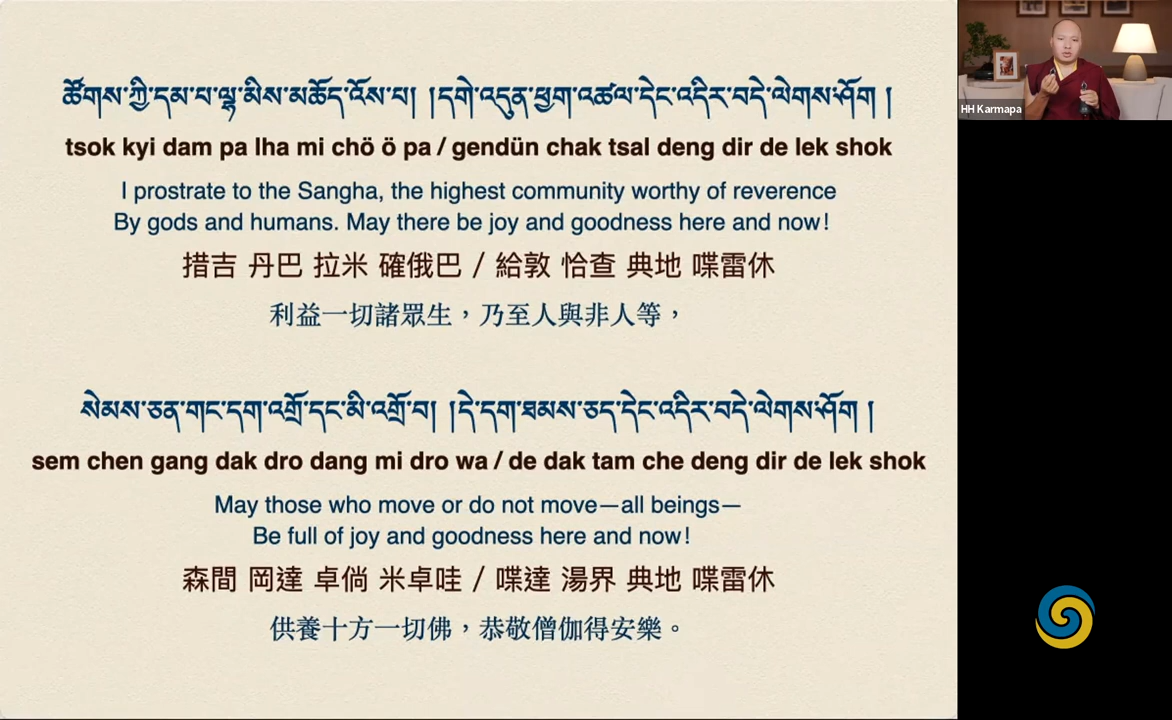 ཚོགས་ཀྱི་དམ་པ་ལྷ་མིས་མཆོད་འོས་པ། །དགེ་འདུན་ཕྱག་འཚལ་དེང་འདིར་བདེ་ལེགས་ཤོག །
tsok kyi dam pa lha mi chö ö pa / gendün chak tsal deng dir de lek shok
I prostrate to the Sangha, the highest community worthy of reverence
By gods and humans. May there be joy and goodness here and now!
措吉 丹巴 拉米 確俄巴 / 給敦 恰查 典地 喋雷休
利益一切諸眾生，乃至人與非人等，
སེམས་ཅན་གང་དག་འགྲོ་དང་མི་འགྲོ་བ། །དེ་དག་ཐམས་ཅད་དེང་འདིར་བདེ་ལེགས་ཤོག །
sem chen gang dak dro dang mi dro wa / de dak tam che deng dir de lek shok
May those who move or do not move—all beings—
Be full of joy and goodness here and now!
森間 岡達 卓倘 米卓哇 / 喋達 湯界 典地 喋雷休
供養十方一切佛，恭敬僧伽得安樂。
HH Karmapa